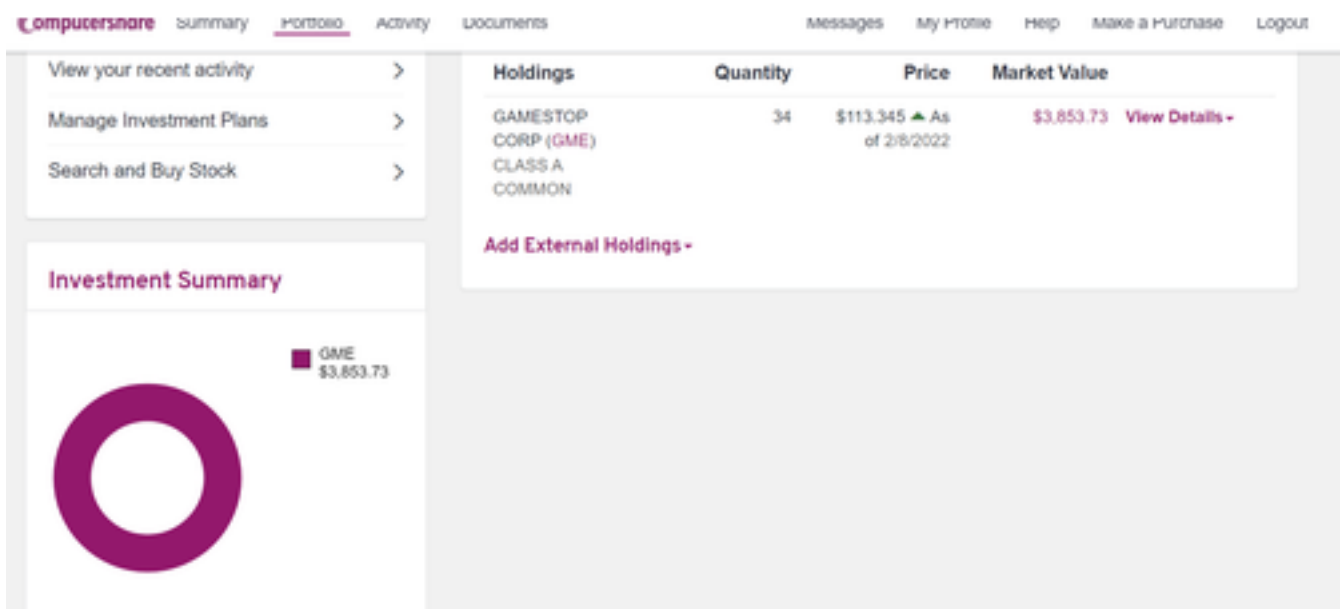 Computershare Summary Portfolio Activity Documents Messages My Profile Help Make a Purchase Logout
View your recent activity
Manage Investment Plans
Search and Buy Stock
Holdings Quantity Price Market Value
GAMESTOP 34 $113.345 ▲ As $3,853.73 View Details
CORP (GME) of 2/8/2022
CLASS A
COMMON
Add External Holdings
Investment Summary
GME
$3,853.73